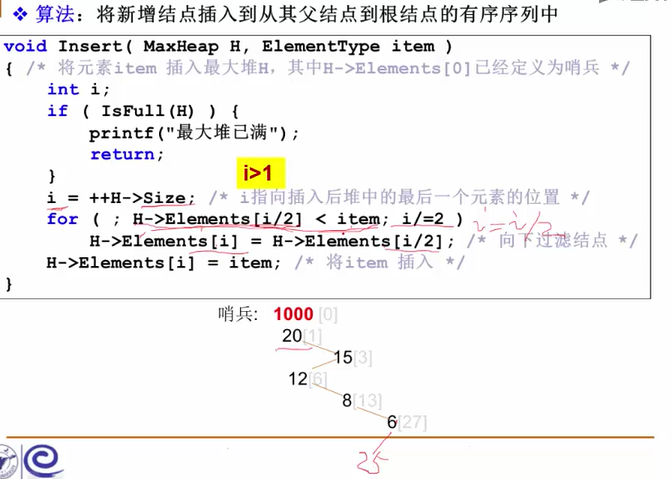 ❖ 算法：将新增结点插入到从其父结点到根结点的有序序列中
void Insert( MaxHeap H, ElementType item )
{ /* 将元素item 插入最大堆H，其中H->Elements[0]已经定义为哨兵 */
int i;
if ( IsFull(H) ) {
printf("最大堆已满");
return;
}
i>1
i = ++H->Size; /* i指向插入后堆中的最后一个元素的位置 */
for ( ; H->Elements[i/2] < item; i/=2 ) i=i/2
H->Elements[i] = H->Elements[i/2]; /* 向下过滤结点 */
H->Elements[i] = item; /* 将item 插入 */
}
哨兵: 1000 [0]
20[1]
15[3]
12[6]
8[13]
6[27]
25